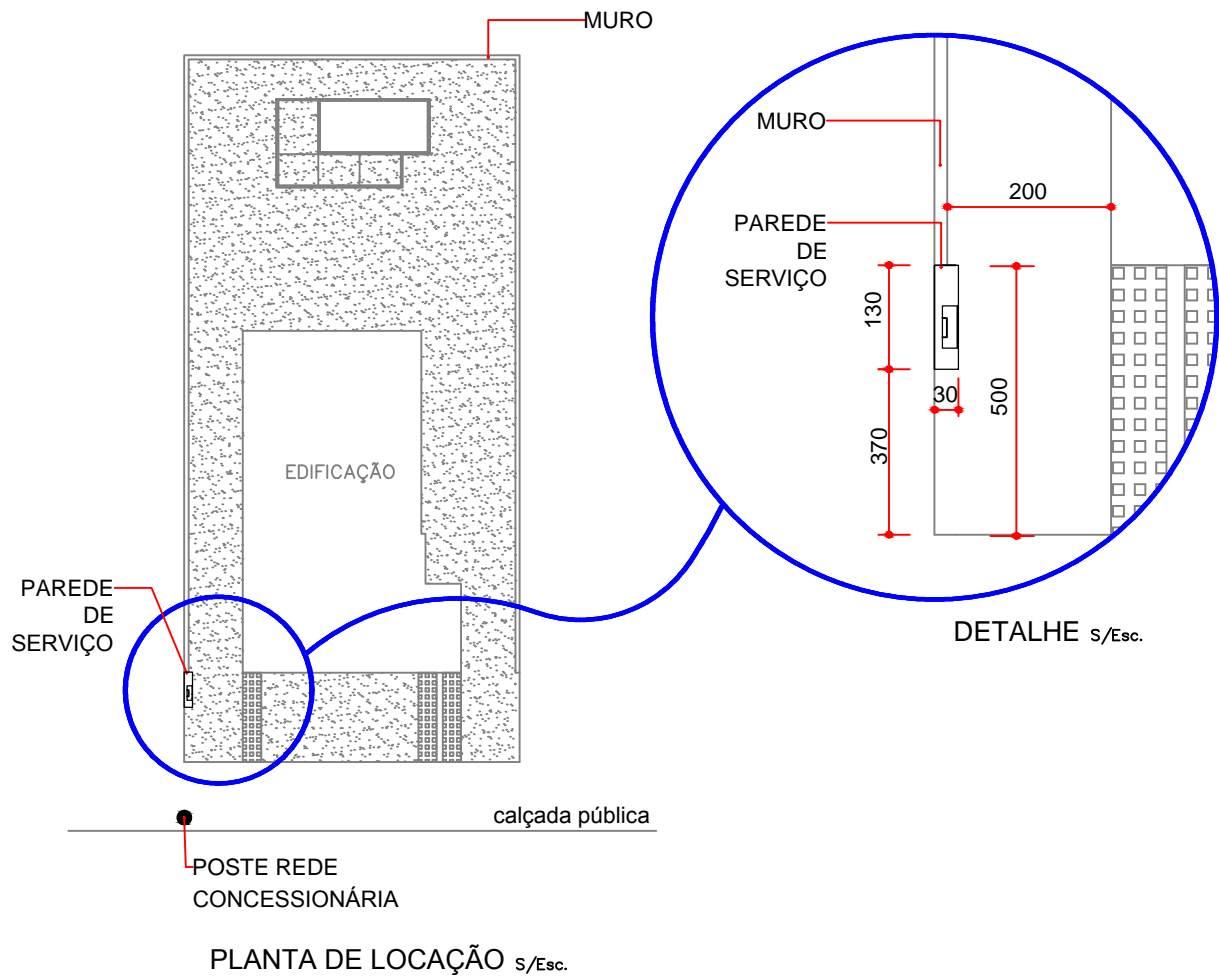 MURO
MURO
200
PAREDE
DE
SERVIÇO
130
30
500
370
EDIFICAÇÃO
PAREDE
DE
SERVIÇO
DETALHE S/Esc.
calçada pública
POSTE REDE
CONCESSIONÁRIA
PLANTA DE LOCAÇÃO S/Esc.